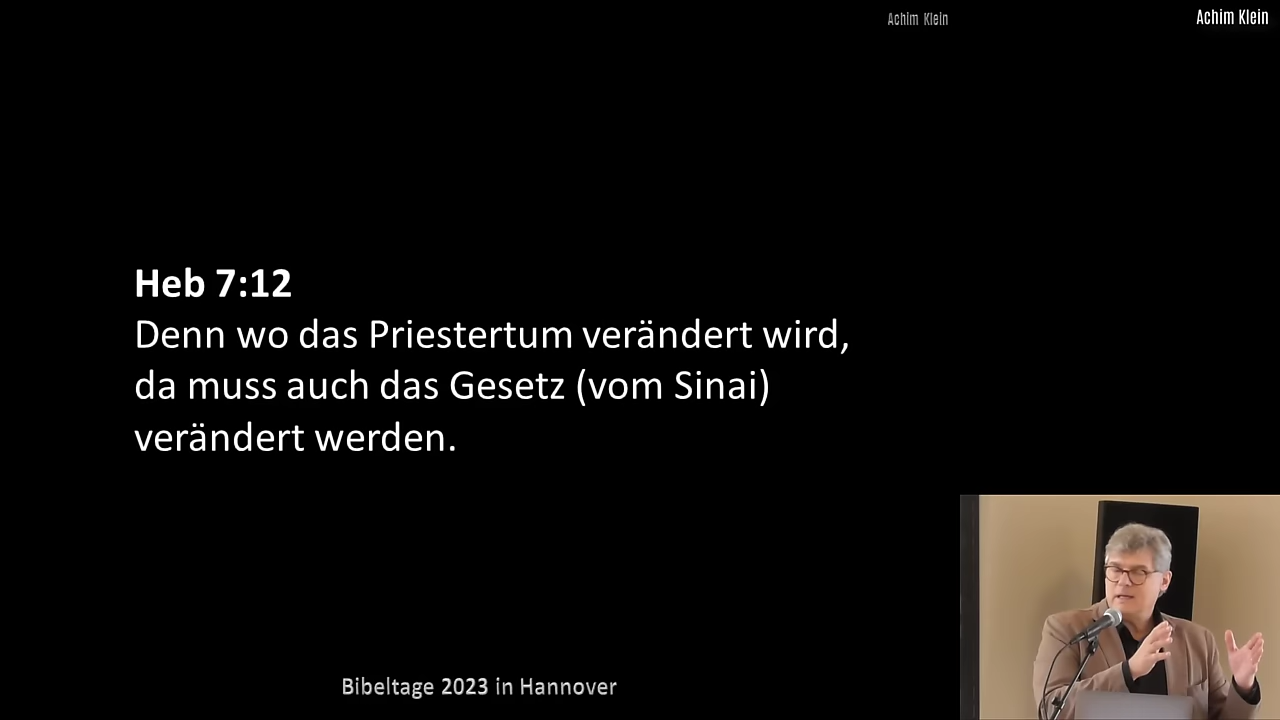 Achim Klein
Achim Klein
Heb 7:12
Denn wo das Priestertum verändert wird,
da muss auch das Gesetz (vom Sinai)
verändert werden.
Bibeltage 2023 in Hannover